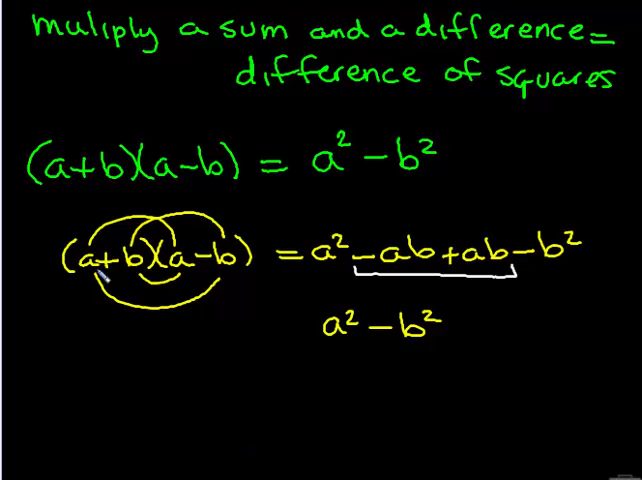 muliply a sum and a difference =
difference of squares
(a+b)(a-b) = a² - b²
(a+b)(a-b) = a² - ab + ab - b²
a² - b²